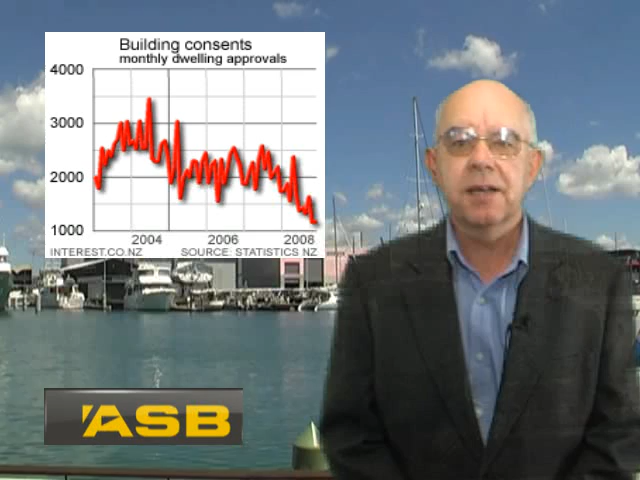 Building consents
monthly dwelling approvals
4000
3000
2000
1000
2004 2006 2008
INTEREST.CO.NZ SOURCE: STATISTICS NZ
ASB